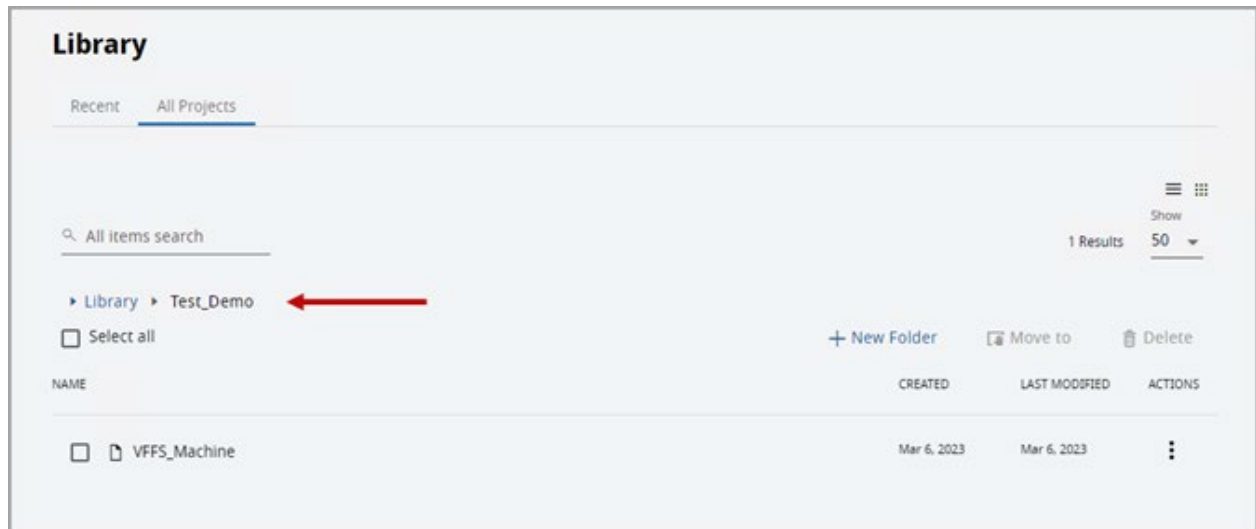 Library
Recent All Projects
Show
All items search 1 Results 50
Library Test_Demo
Select all New Folder Move to Delete
NAME CREATED LAST MODIFIED ACTIONS
VFFS_Machine Mar 6, 2023 Mar 6, 2023